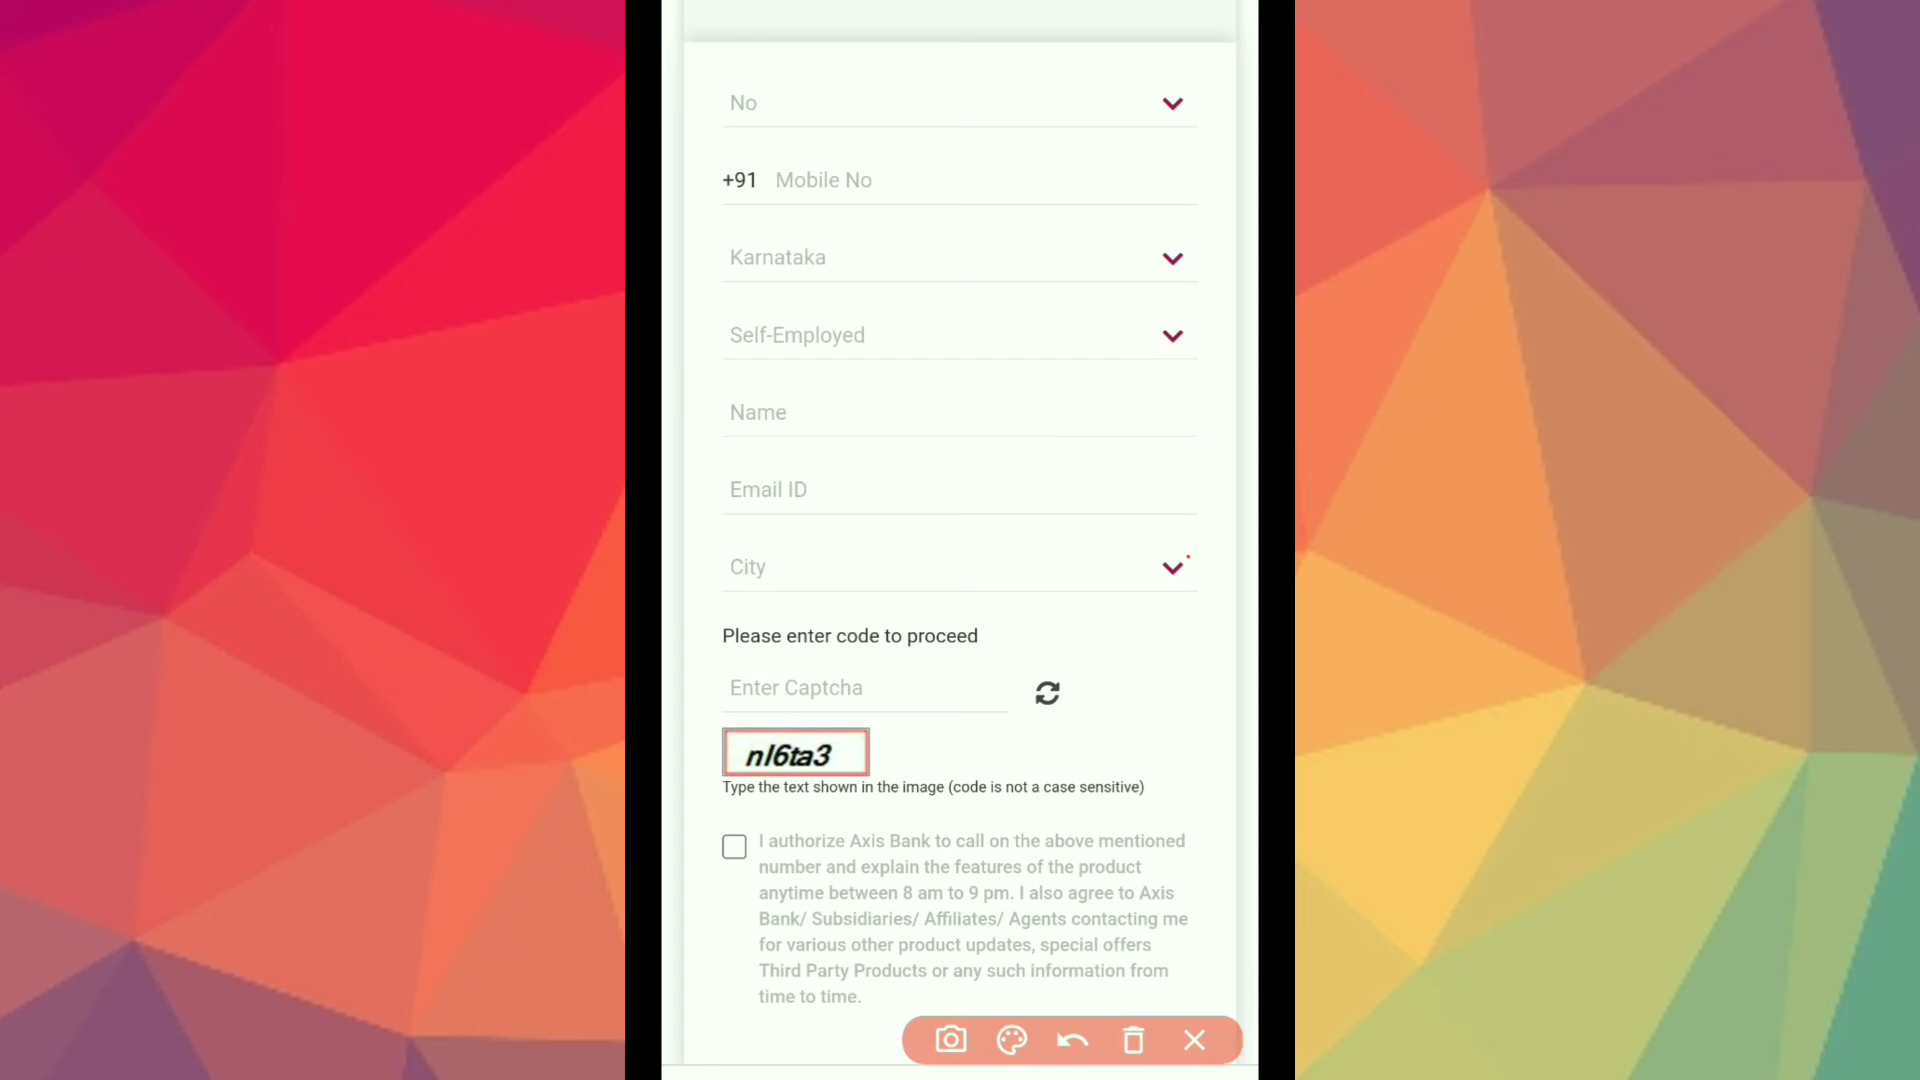 No
+91 Mobile No
Karnataka
Self-Employed
Name
Email ID
City
Please enter code to proceed
Enter Captcha
nl6ta3
Type the text shown in the image (code is not a case sensitive)
I authorize Axis Bank to call on the above mentioned
number and explain the features of the product
anytime between 8 am to 9 pm. I also agree to Axis
Bank/ Subsidiaries/ Affiliates/ Agents contacting me
for various other product updates, special offers
Third Party Products or any such information from
time to time.